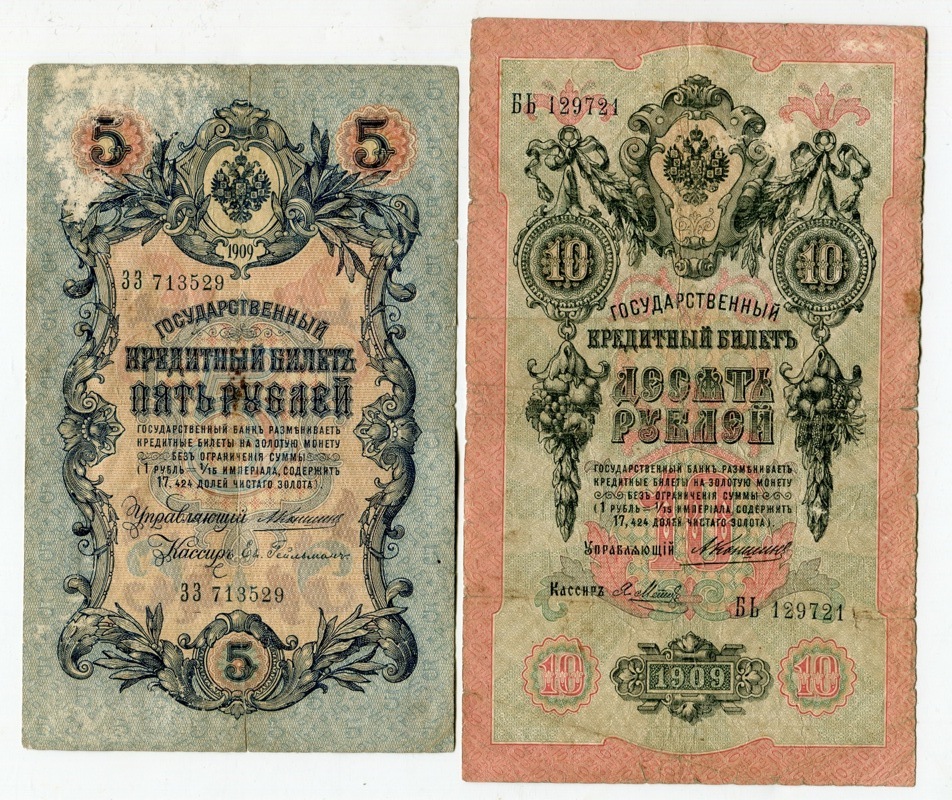 5 5
1909
ЗЗ 713529
ГОСУДАРСТВЕННЫЙ
КРЕДИТНЫЙ БИЛЕТЪ
ПЯТЬ РУБЛЕЙ
ГОСУДАРСТВЕННЫЙ БАНКЪ РАЗМѢНИВАЕТЪ
КРЕДИТНЫЕ БИЛЕТЫ НА ЗОЛОТУЮ МОНЕТУ
БЕЗЪ ОГРАНИЧЕНІЯ СУММЫ
(1 РУБЛЬ = 1/15 ИМПЕРІАЛА, СОДЕРЖИТЪ
17,424 ДОЛЕЙ ЧИСТАГО ЗОЛОТА).
Управляющій
Кассиръ
ЗЗ 713529
5
БЬ 129721
10 10
ГОСУДАРСТВЕННЫЙ
КРЕДИТНЫЙ БИЛЕТЪ
ДЕСЯТЬ
РУБЛЕЙ
ГОСУДАРСТВЕННЫЙ БАНКЪ РАЗМѢНИВАЕТЪ
КРЕДИТНЫЕ БИЛЕТЫ НА ЗОЛОТУЮ МОНЕТУ
БЕЗЪ ОГРАНИЧЕНІЯ СУММЫ
(1 РУБЛЬ = 1/15 ИМПЕРІАЛА, СОДЕРЖИТЪ
17,424 ДОЛЕЙ ЧИСТАГО ЗОЛОТА).
10
УПРАВЛЯЮЩІЙ
Кассиръ
БЬ 129721
10 1909 10